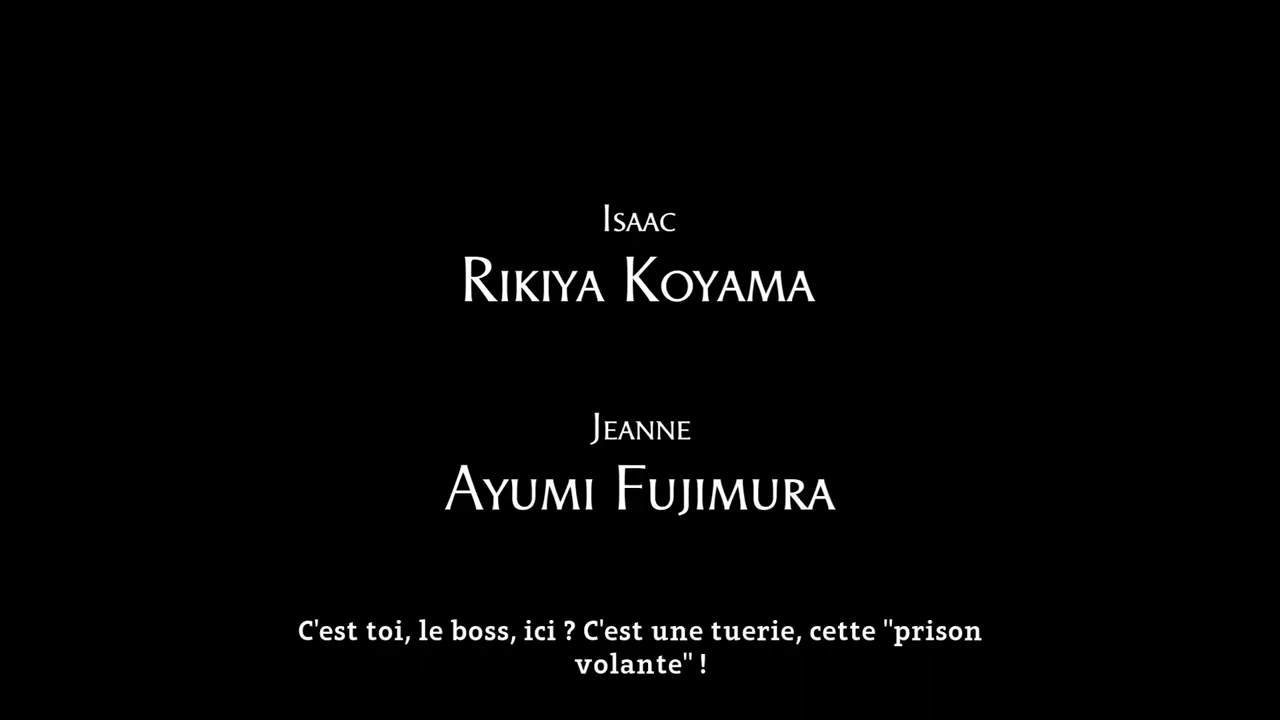 Isaac
Rikiya Koyama
Jeanne
Ayumi Fujimura
C'est toi, le boss, ici ? C'est une tuerie, cette "prison
volante" !